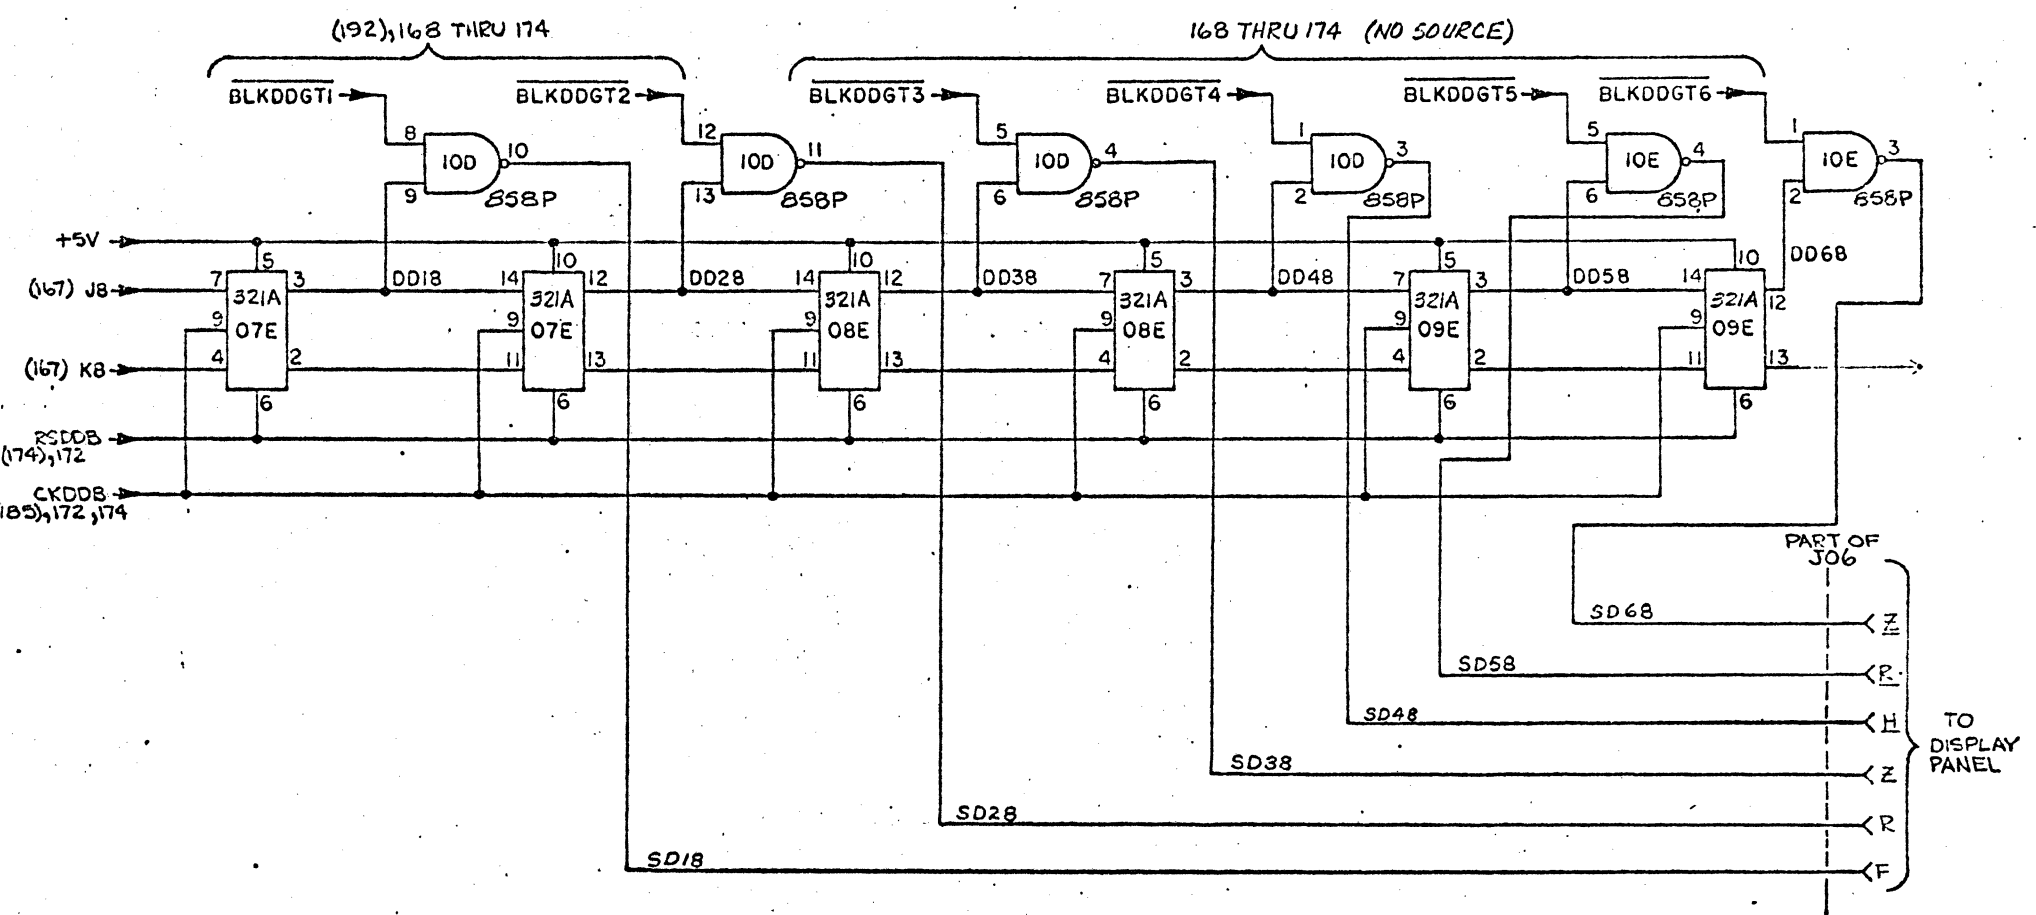 (192),168 THRU 174
168 THRU 174 (NO SOURCE)
BLKDDGT1 BLKDDGT2 BLKDDGT3 BLKDDGT4 BLKDDGT5 BLKDDGT6
8 10D 10 9 858P
12 10D 11 13 858P
5 10D 4 6 858P
1 10D 3 2 858P
5 10E 4 6 858P
1 10E 3 2 858P
+5V
(167) J8
(167) K8
RSDDB
(174),172
CKDDB
185),172,174
5 7 3 321A 07E 9 4 2 6
DD18
10 14 12 321A 07E 9 11 13 6
DD28
10 14 12 321A 08E 9 11 13 6
DD38
5 7 3 321A 08E 9 4 2 6
DD48
5 7 3 321A 09E 9 4 2 6
DD58
10 14 12 321A 09E 9 11 13 6
DD68
PART OF
J06
SD68 Z
SD58 R
SD48 H
SD38 Z
SD28 R
SD18 F
TO
DISPLAY
PANEL